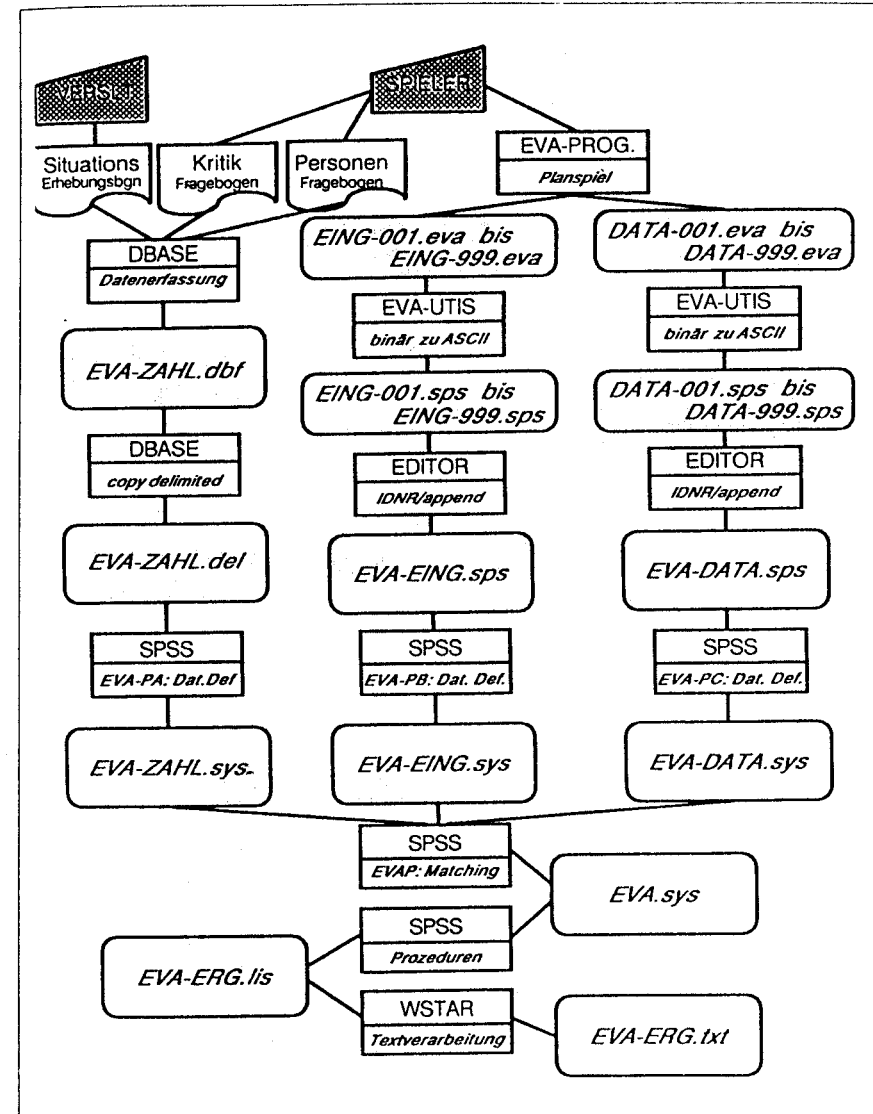 SPIELER
Situations
Erhebungsbgn
Kritik
Fragebogen
Personen
Fragebogen
EVA-PROG.
Planspiel
DBASE
Datenerfassung
EING-001.eva bis
EING-999.eva
DATA-001.eva bis
DATA-999.eva
EVA-UTIS
binär zu ASCII
EVA-UTIS
binär zu ASCII
EVA-ZAHL.dbf
EING-001.sps bis
EING-999.sps
DATA-001.sps bis
DATA-999.sps
DBASE
copy delimited
EDITOR
IDNR/append
EDITOR
IDNR/append
EVA-ZAHL.del
EVA-EING.sps
EVA-DATA.sps
SPSS
EVA-PA: Dat.Def
SPSS
EVA-PB: Dat. Def.
SPSS
EVA-PC: Dat. Def.
EVA-ZAHL.sys
EVA-EING.sys
EVA-DATA.sys
SPSS
EVAP: Matching
EVA.sys
SPSS
Prozeduren
EVA-ERG.lis
WSTAR
Textverarbeitung
EVA-ERG.txt